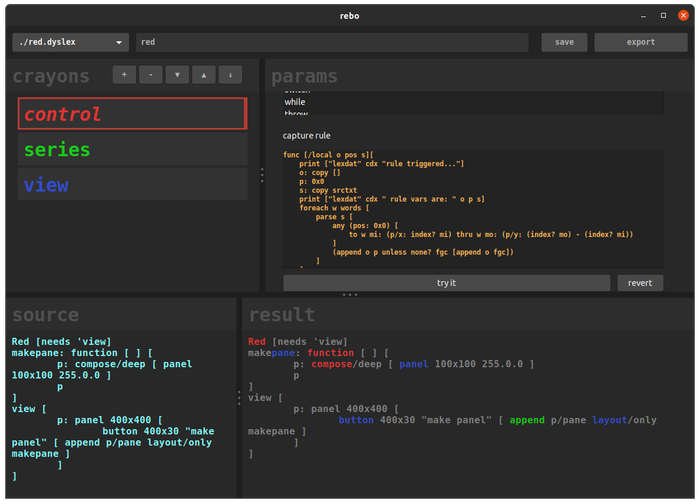 rebo
./red.dyslex
red
save
export
crayons
+
-
▼
▲
↓
params
control
series
view
while
capture rule
func [/local o pos s][
print ["lexdat" cdx "rule triggered..."]
o: copy []
p: 0x0
s: copy srctxt
print ["lexdat" cdx " rule vars are: " o p s]
foreach w words [
parse s [
any (pos: 0x0) [
to w mi: (p/x: index? mi) thru w mo: (p/y: (index? mo) - (index? mi))
]
(append o p unless none? fgc [append o fgc])
]
try it
revert
source
Red [needs 'view]
makepane: function [ ] [
p: compose/deep [ panel
100x100 255.0.0 ]
p
]
view [
p: panel 400x400 [
button 400x30 "make
panel" [ append p/pane layout/only
makepane ]
]
]
result
Red [needs 'view]
makepane: function [ ] [
p: compose/deep [ panel 100x100 255.0.0 ]
p
]
view [
p: panel 400x400 [
button 400x30 "make panel" [ append p/pane layout/only
makepane ]
]
]